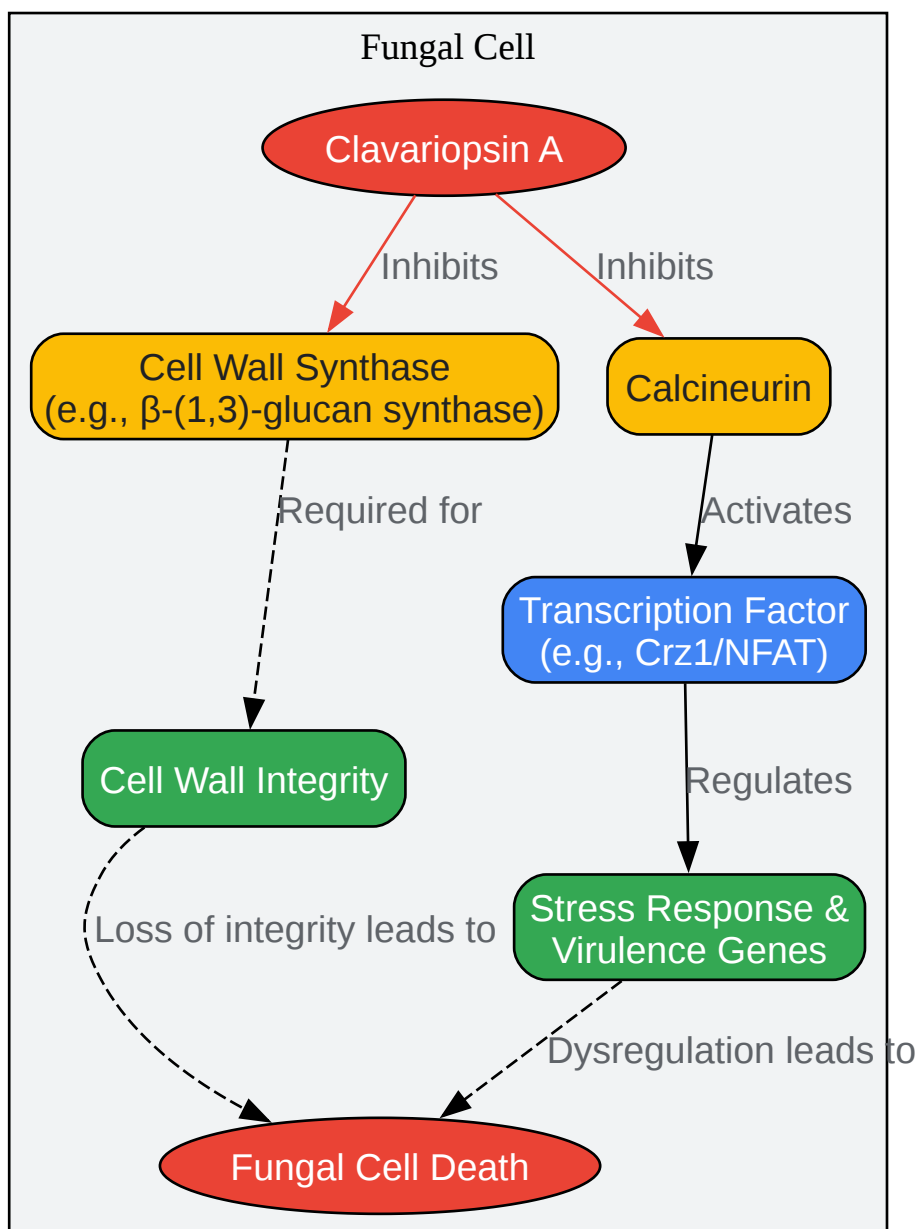 Fungal Cell
Clavariopsin A
Inhibits
Inhibits
Cell Wall Synthase
(e.g., β-(1,3)-glucan synthase)
Calcineurin
Required for
Activates
Transcription Factor
(e.g., Crz1/NFAT)
Cell Wall Integrity
Regulates
Stress Response &
Virulence Genes
Loss of integrity leads to
Dysregulation leads to
Fungal Cell Death